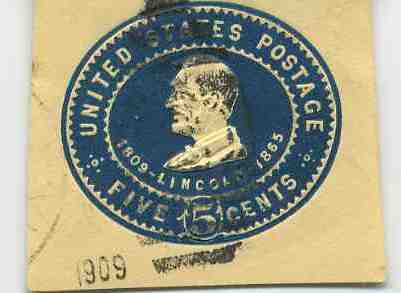 UNITED STATES POSTAGE
1809-LINCOLN-1865
FIVE 5 CENTS
1909